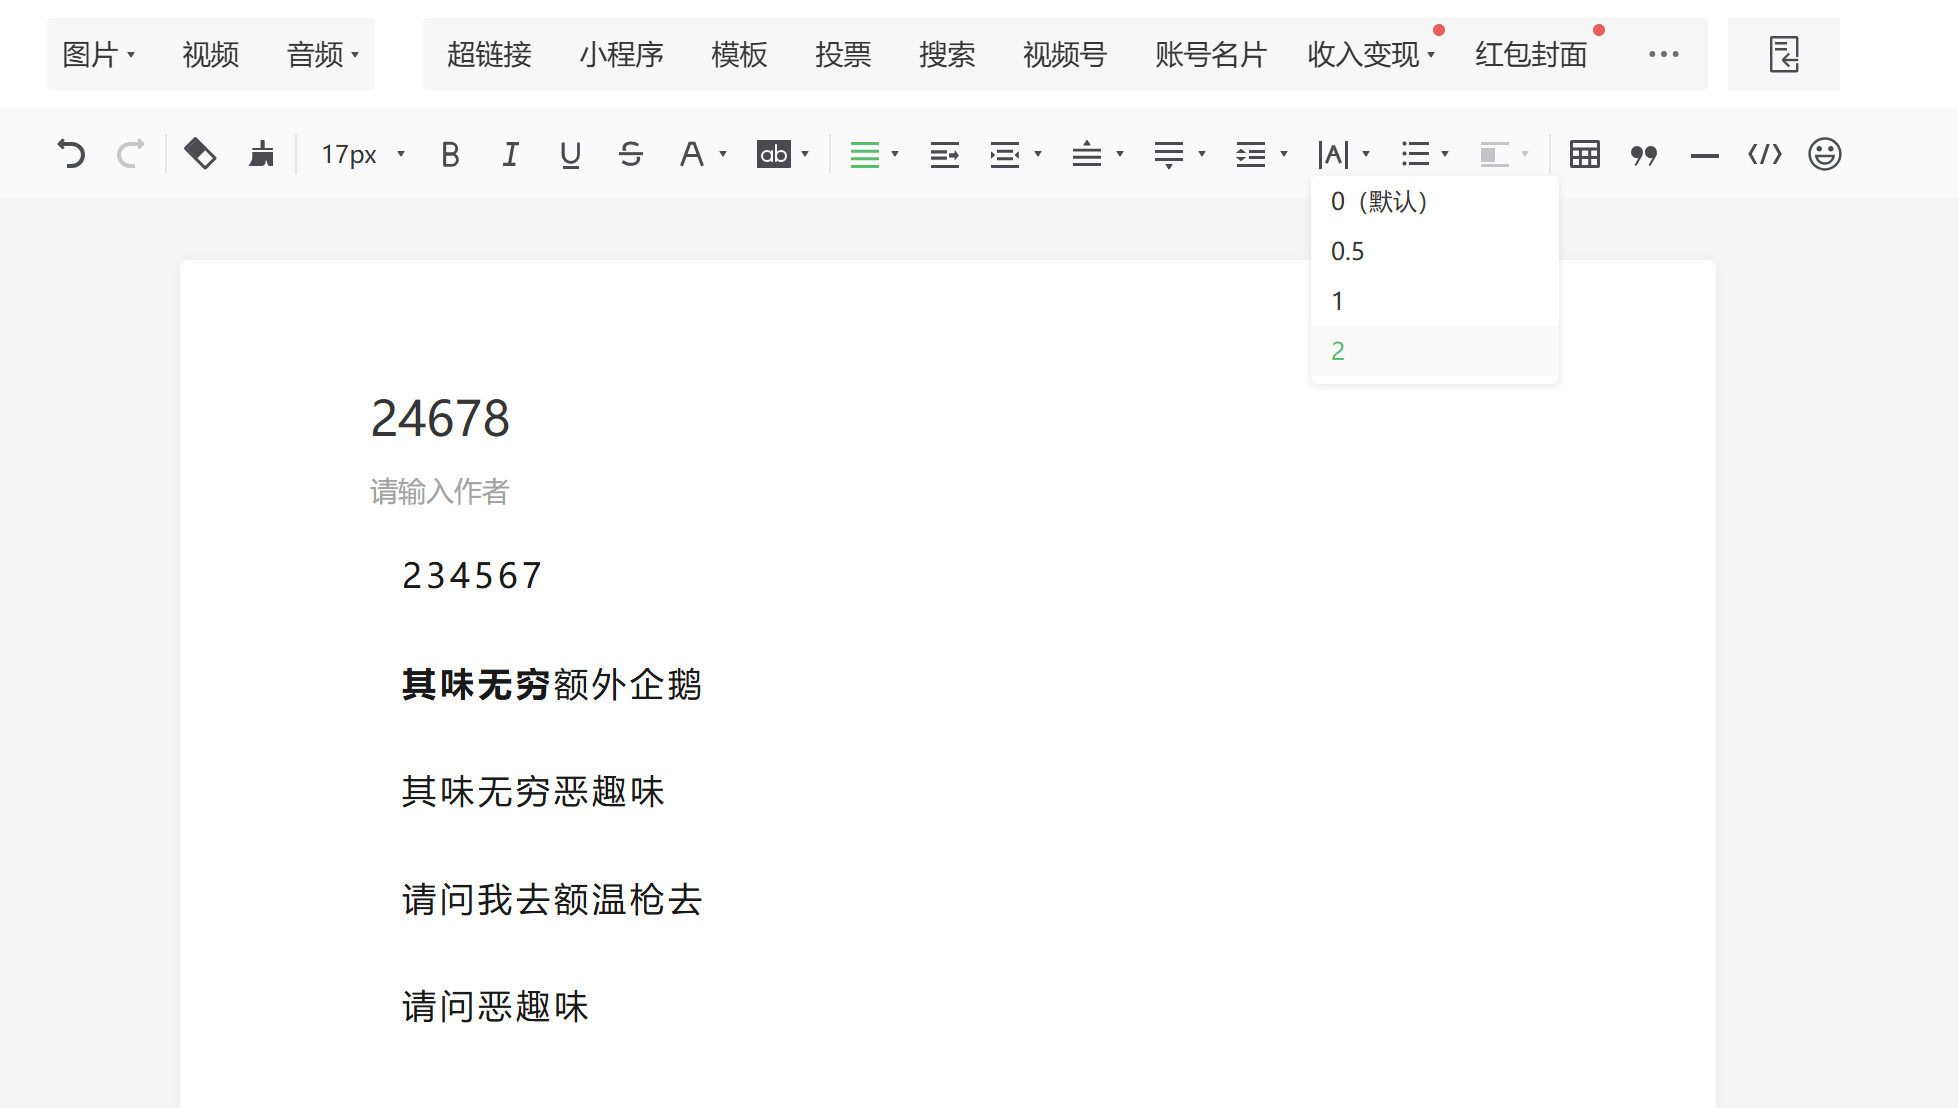 图片 视频 音频 超链接 小程序 模板 投票 搜索 视频号 账号名片 收入变现 红包封面 ···
17px B I U S A ab |A| </>
0（默认）
0.5
1
2
24678
请输入作者
234567
其味无穷额外企鹅
其味无穷恶趣味
请问我去额温枪去
请问恶趣味